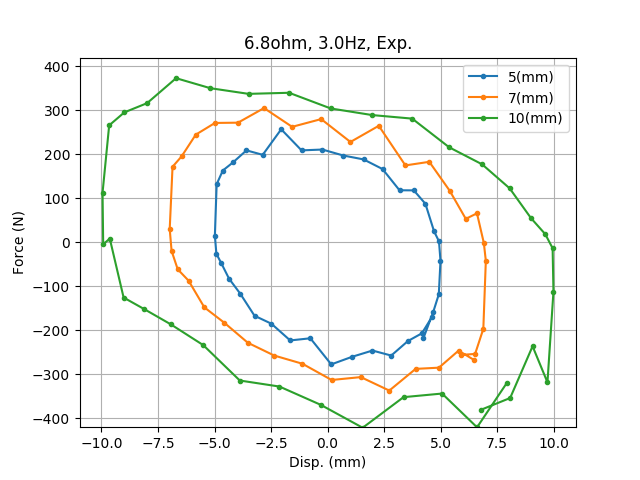 6.8ohm, 3.0Hz, Exp.
5(mm)
7(mm)
10(mm)
Force (N)
400
300
200
100
0
−100
−200
−300
−400
−10.0 −7.5 −5.0 −2.5 0.0 2.5 5.0 7.5 10.0
Disp. (mm)